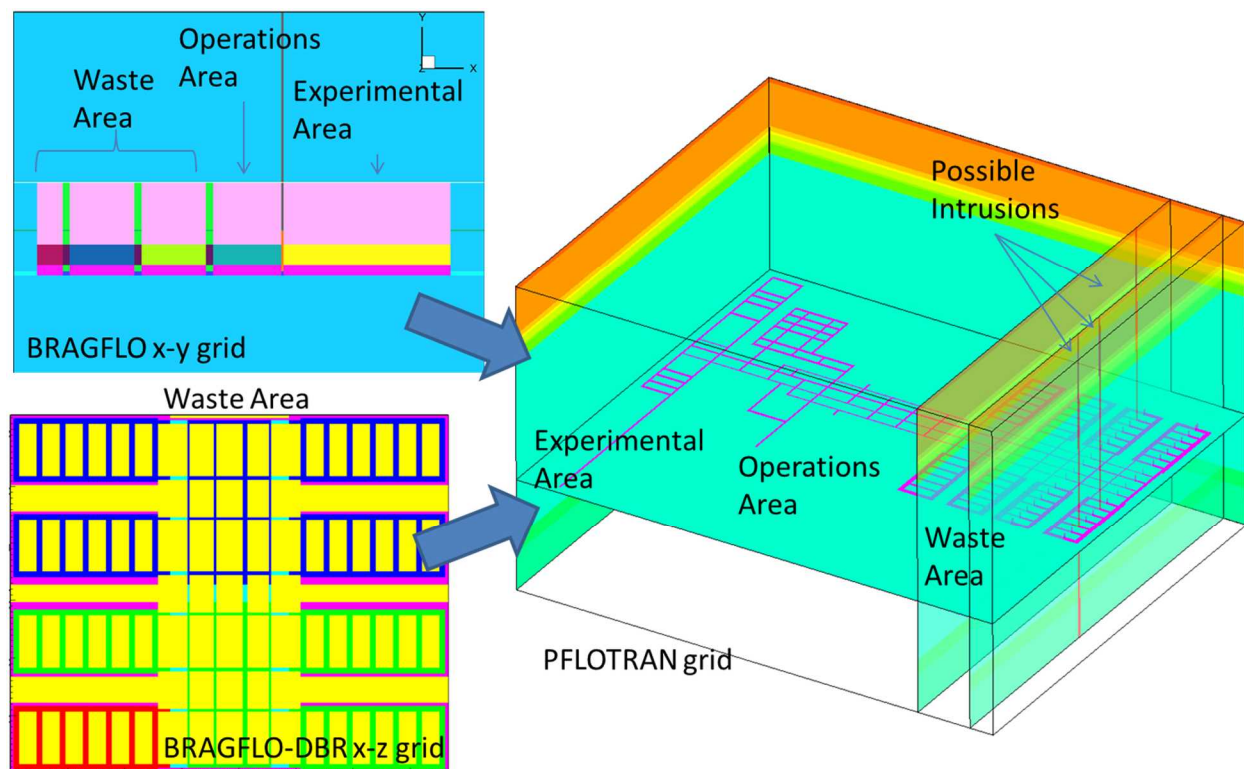 Operations
Area
Waste
Area
Experimental
Area
Y
Z
X
BRAGFLO x-y grid
Waste Area
BRAGFLO-DBR x-z grid
Possible
Intrusions
Experimental
Area
Operations
Area
Waste
Area
PFLOTRAN grid